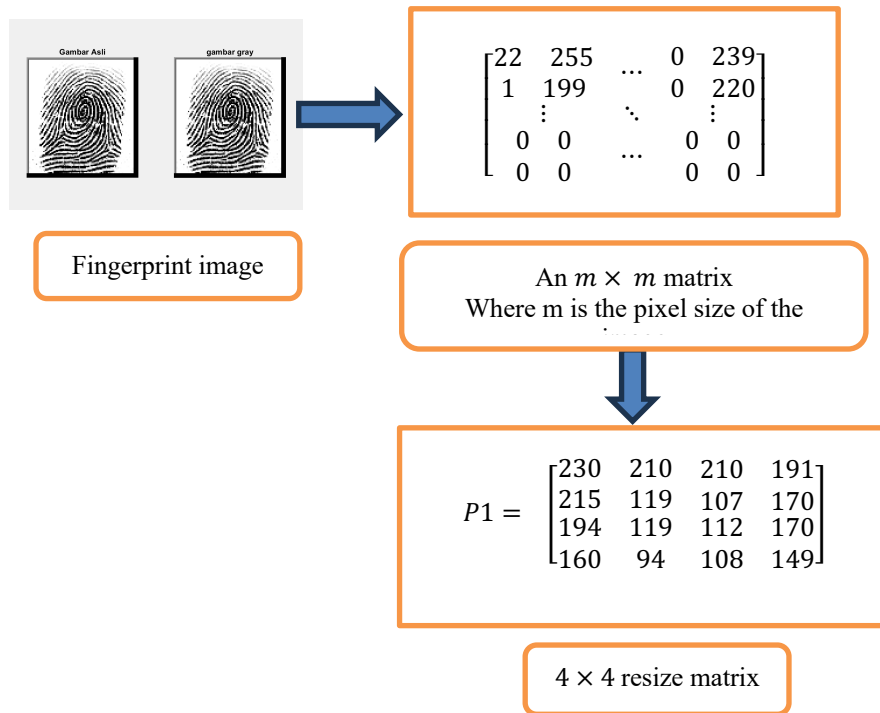 Gambar Asli
gambar gray
22 255 ... 0 239
1 199 0 220
⋮ ⋱ ⋮
0 0 ... 0 0
0 0 0 0
Fingerprint image
An m × m matrix
Where m is the pixel size of the
P1 =
230 210 210 191
215 119 107 170
194 119 112 170
160 94 108 149
4 × 4 resize matrix